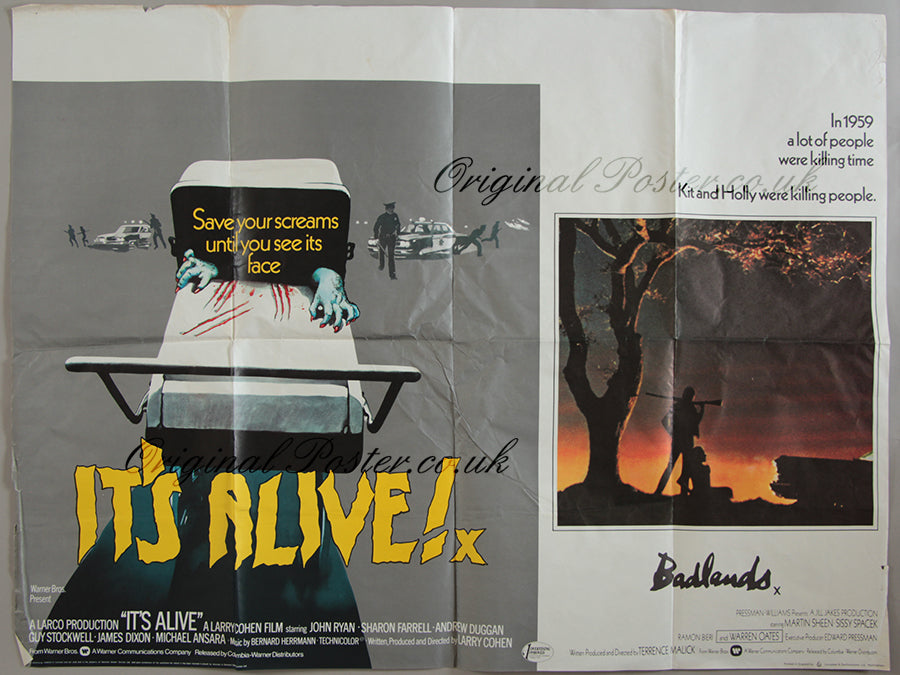 In 1959
a lot of people
were killing time
Kit and Holly were killing people.
Original Poster.co.uk
Save your screams
until you see its
face
Original Poster.co.uk
IT'S ALIVE! x
Warner Bros.
Present
A LARCO PRODUCTION "IT'S ALIVE" A LARRY COHEN FILM starring JOHN RYAN · SHARON FARRELL · ANDREW DUGGAN
GUY STOCKWELL · JAMES DIXON · MICHAEL ANSARA · Music by BERNARD HERRMANN · TECHNICOLOR® · Written, Produced and Directed by LARRY COHEN
From Warner Bros. A Warner Communications Company Released by Columbia-Warner Distributors
Badlands x
PRESSMAN-WILLIAMS Presents A JILL JAKES PRODUCTION
starring MARTIN SHEEN SISSY SPACEK
RAMON BIERI and WARREN OATES Executive Producer EDWARD PRESSMAN
Written Produced and Directed by TERRENCE MALICK From Warner Bros. A Warner Communications Company Released by Columbia-Warner Distributors